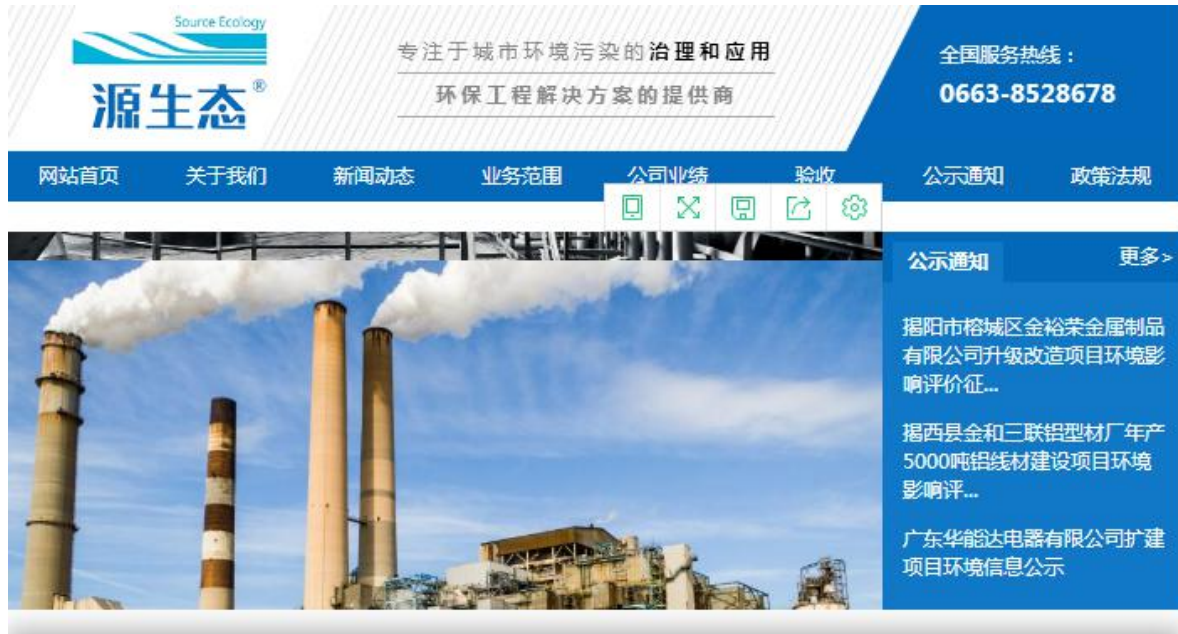 Source Ecology
源生态®
专注于城市环境污染的治理和应用
环保工程解决方案的提供商
全国服务热线：
0663-8528678
网站首页 关于我们 新闻动态 业务范围 公司业绩 验收 公示通知 政策法规
公示通知 更多>
揭阳市榕城区金裕荣金属制品
有限公司升级改造项目环境影
响评价征...
揭西县金和三联铝型材厂年产
5000吨铝线材建设项目环境
影响评...
广东华能达电器有限公司扩建
项目环境信息公示